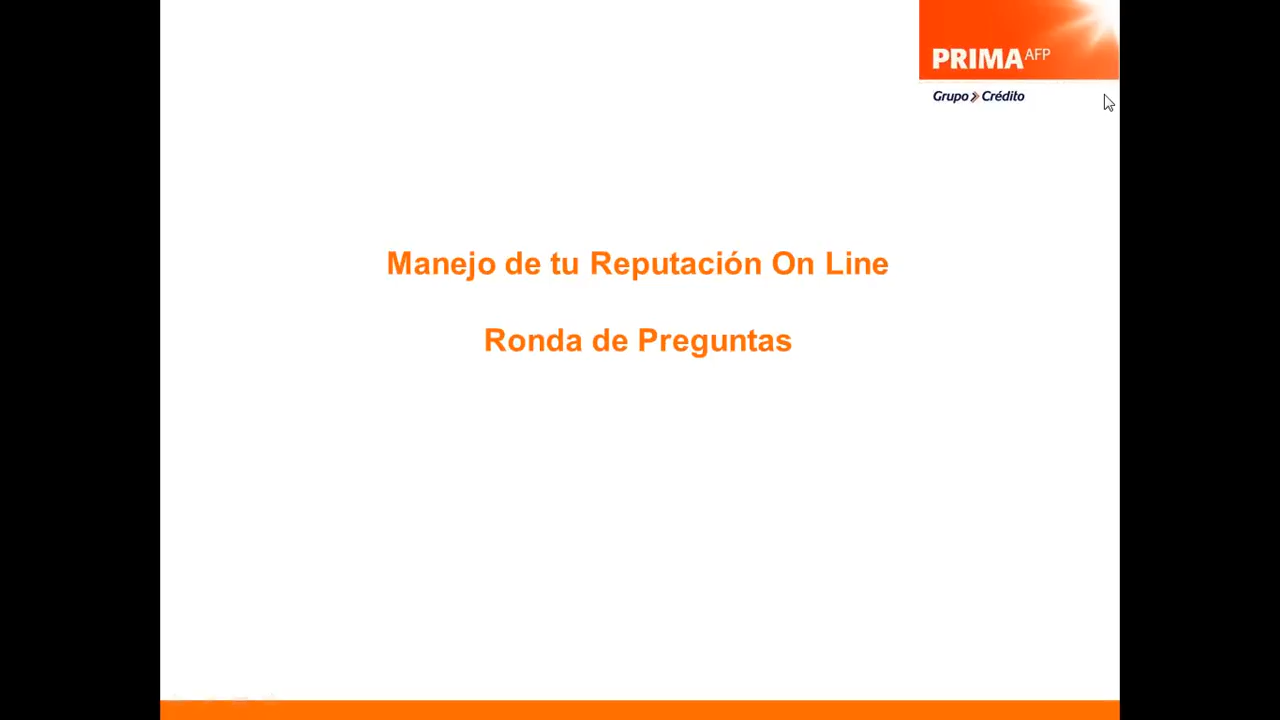 PRIMA AFP
Grupo Crédito
Manejo de tu Reputación On Line
Ronda de Preguntas